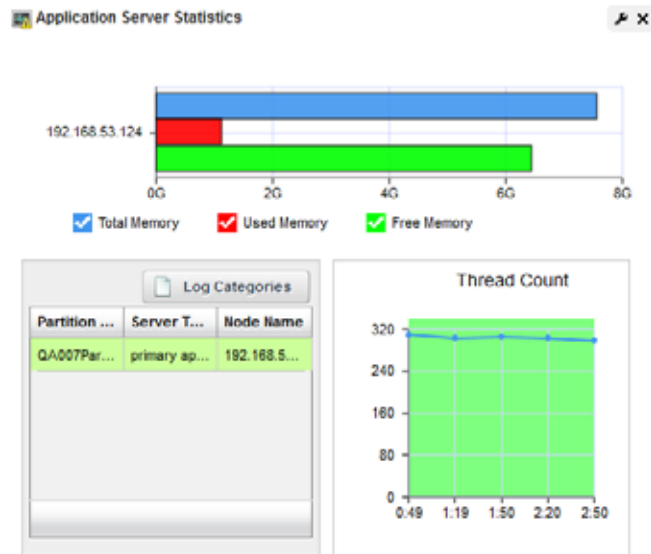 Application Server Statistics
192.168.53.124
0G 2G 4G 6G 8G
Total Memory Used Memory Free Memory
Log Categories
Partition ... Server T... Node Name
QA007Par... primary ap... 192.168.5...
Thread Count
320
240
160
80
0
0:49 1:19 1:50 2:20 2:50